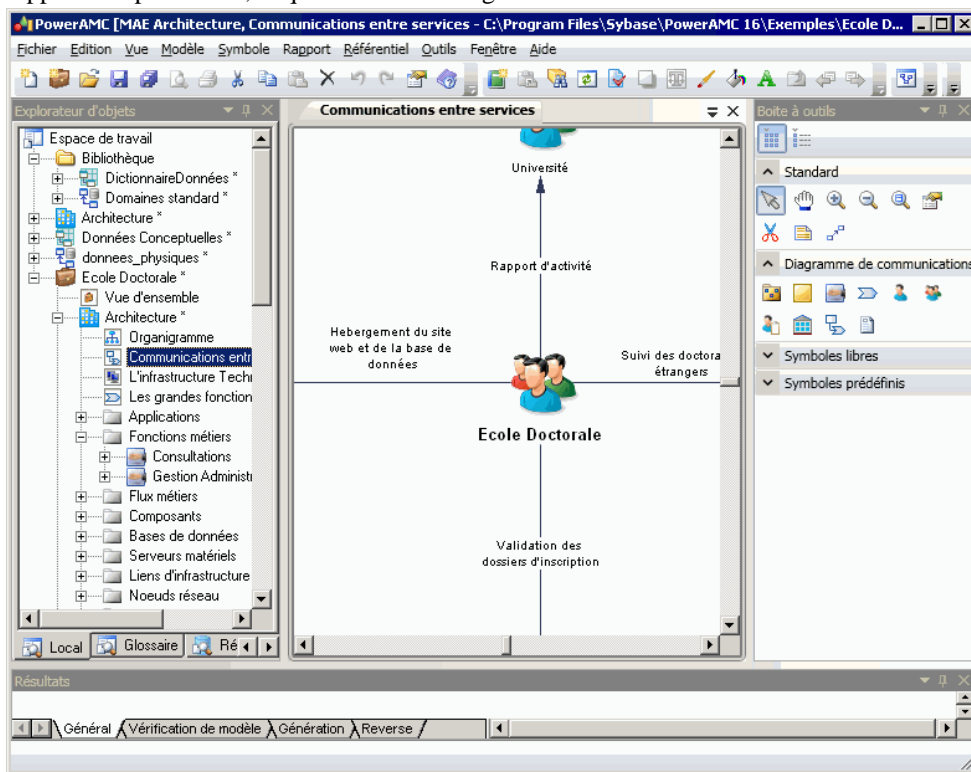 PowerAMC [MAE Architecture, Communications entre services - C:\Program Files\Sybase\PowerAMC 16\Exemples\Ecole D...
Fichier Edition Vue Modèle Symbole Rapport Référentiel Outils Fenêtre Aide
Explorateur d'objets
Espace de travail
Bibliothèque
DictionnaireDonnées *
Domaines standard *
Architecture *
Données Conceptuelles *
donnees_physiques *
Ecole Doctorale *
Vue d'ensemble
Architecture *
Organigramme
Communications entr
L'infrastructure Techn
Les grandes fonction
Applications
Fonctions métiers
Consultations
Gestion Administr
Flux métiers
Composants
Bases de données
Serveurs matériels
Liens d'infrastructure
Noeuds réseau
Local Glossaire Ré
Communications entre services
Université
Rapport d'activité
Hebergement du site
web et de la base de
données
Suivi des doctora
étrangers
Ecole Doctorale
Validation des
dossiers d'inscription
Boîte à outils
Standard
Diagramme de communications
Symboles libres
Symboles prédéfinis
Résultats
Général Vérification de modèle Génération Reverse